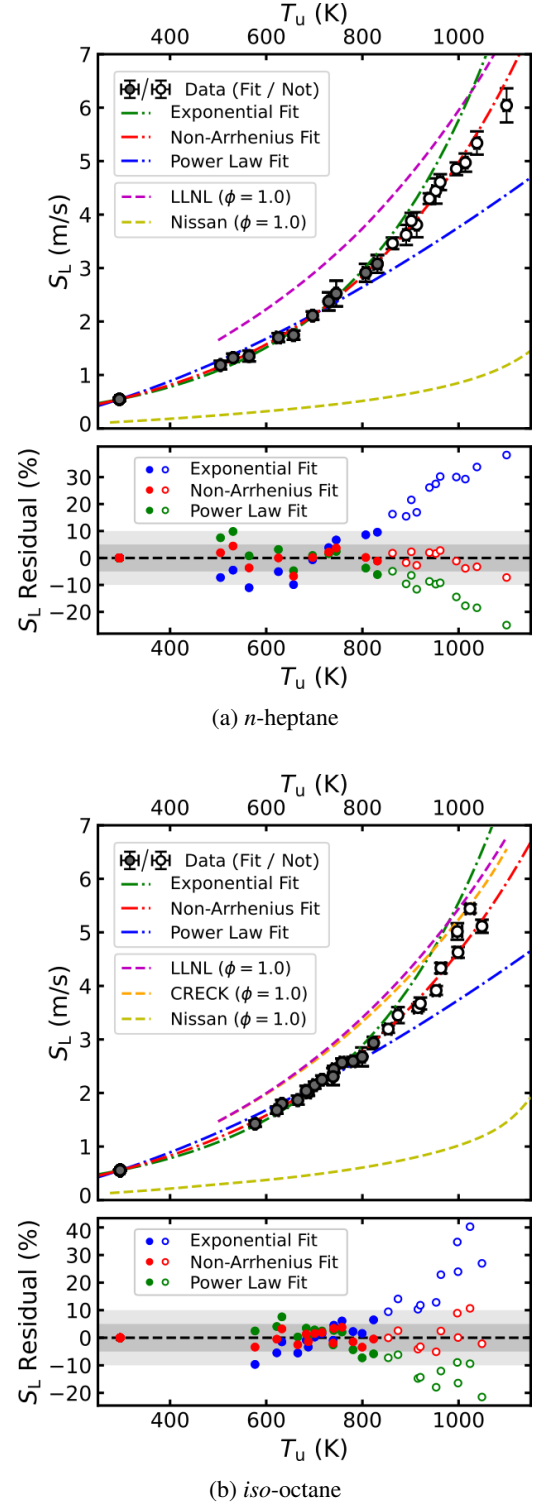 T_u (K)
400 600 800 1000
7
6
5
4
3
2
1
0
S_L (m/s)
Data (Fit / Not)
Exponential Fit
Non-Arrhenius Fit
Power Law Fit
LLNL (ϕ = 1.0)
Nissan (ϕ = 1.0)
30
20
10
0
−10
−20
S_L Residual (%)
Exponential Fit
Non-Arrhenius Fit
Power Law Fit
400 600 800 1000
T_u (K)
(a) n-heptane
T_u (K)
400 600 800 1000
7
6
5
4
3
2
1
0
S_L (m/s)
Data (Fit / Not)
Exponential Fit
Non-Arrhenius Fit
Power Law Fit
LLNL (ϕ = 1.0)
CRECK (ϕ = 1.0)
Nissan (ϕ = 1.0)
40
30
20
10
0
−10
−20
S_L Residual (%)
Exponential Fit
Non-Arrhenius Fit
Power Law Fit
400 600 800 1000
T_u (K)
(b) iso-octane